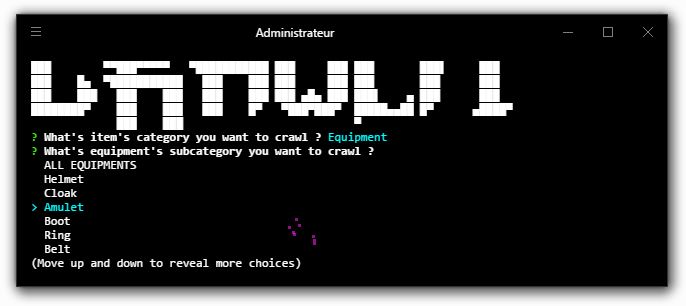 Administrateur
? What's item's category you want to crawl ? Equipment
? What's equipment's subcategory you want to crawl ?
ALL EQUIPMENTS
Helmet
Cloak
> Amulet
Boot
Ring
Belt
(Move up and down to reveal more choices)